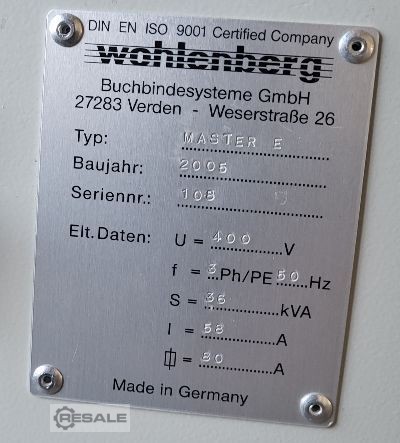 DIN EN ISO 9001 Certified Company
wohlenberg
Buchbindesysteme GmbH
27283 Verden - Weserstraße 26
Typ: MASTER E
Baujahr: 2005
Seriennr.: 108
Elt. Daten: U = 400 V
f = 3 Ph/PE 50 Hz
S = 36 kVA
I = 58 A
= 80 A
Made in Germany
RESALE